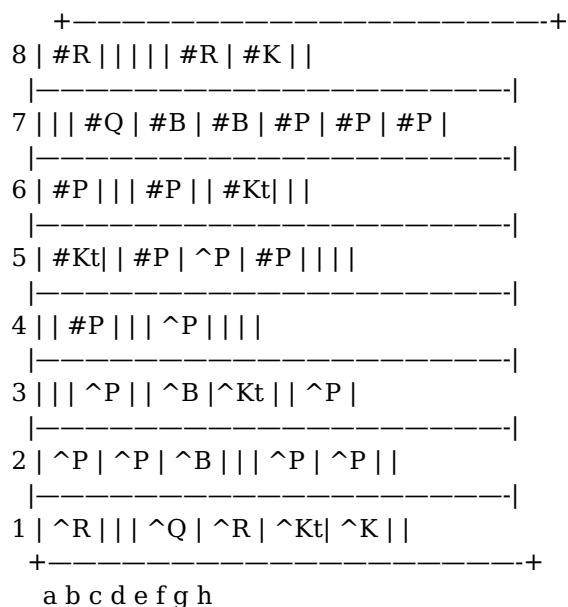 +———————————————————-+
8 | #R | | | | | #R | #K | |
|———————————————————-|
7 | | | #Q | #B | #B | #P | #P | #P |
|———————————————————-|
6 | #P | | | #P | | #Kt| | |
|———————————————————-|
5 | #Kt| | #P | ^P | #P | | | |
|———————————————————-|
4 | | #P | | | ^P | | | |
|———————————————————-|
3 | | | ^P | | ^B |^Kt | | ^P |
|———————————————————-|
2 | ^P | ^P | ^B | | | ^P | ^P | |
|———————————————————-|
1 | ^R | | | ^Q | ^R | ^Kt| ^K | |
+———————————————————-+
a b c d e f g h